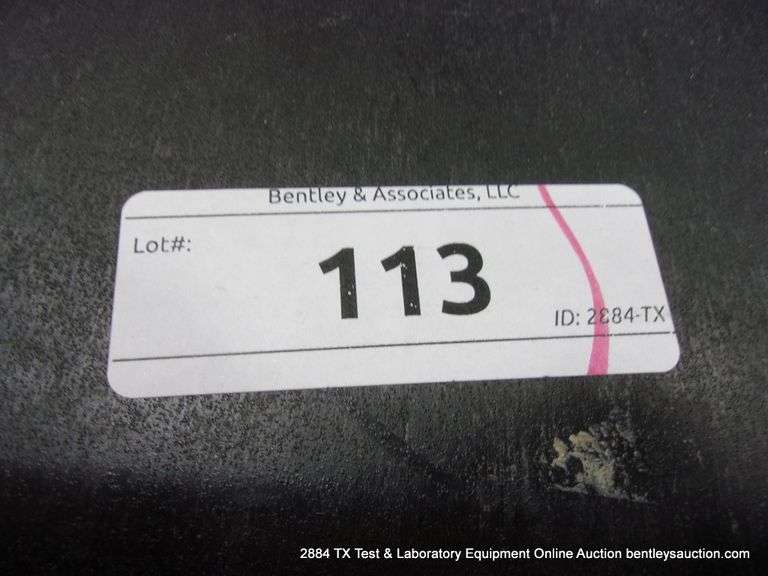 Bentley & Associates, LLC
Lot#:
113
ID: 2884-TX
2884 TX Test & Laboratory Equipment Online Auction bentleysauction.com